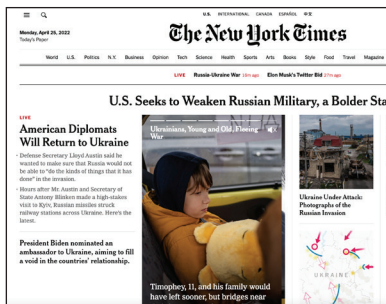 U.S. INTERNATIONAL CANADA ESPAÑOL 中文
Monday, April 25, 2022
Today's Paper
The New York Times
World U.S. Politics N.Y. Business Opinion Tech Science Health Sports Arts Books Style Food Travel Magazine
LIVE Russia-Ukraine War 19m ago Elon Musk's Twitter Bid 27m ago
U.S. Seeks to Weaken Russian Military, a Bolder Sta
LIVE
American Diplomats
Will Return to Ukraine
· Defense Secretary Lloyd Austin said he
wanted to make sure that Russia would not
be able to "do the kinds of things that it has
done" in the invasion.
· Hours after Mr. Austin and Secretary of
State Antony Blinken made a high-stakes
visit to Kyiv, Russian missiles struck
railway stations across Ukraine. Here's the
latest.
President Biden nominated an
ambassador to Ukraine, aiming to fill
a void in the countries' relationship.
Ukrainians, Young and Old, Fleeing
War
Timophey, 11, and his family would
have left sooner, but bridges near
Ukraine Under Attack:
Photographs of the
Russian Invasion
UKRAINE